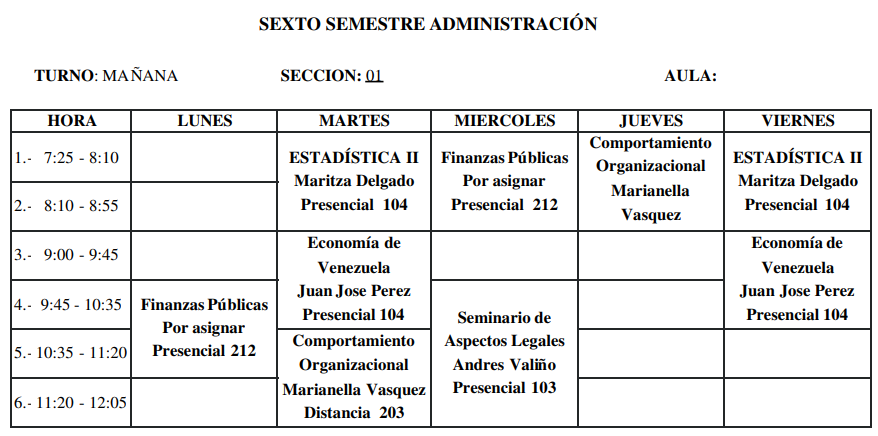 SEXTO SEMESTRE ADMINISTRACIÓN
TURNO: MAÑANA SECCION: 01 AULA:
HORA LUNES MARTES MIERCOLES JUEVES VIERNES
1.- 7:25 - 8:10
2.- 8:10 - 8:55
3.- 9:00 - 9:45
4.- 9:45 - 10:35
5.- 10:35 - 11:20
6.- 11:20 - 12:05
Finanzas Públicas
Por asignar
Presencial 212
ESTADÍSTICA II
Maritza Delgado
Presencial 104
Economía de
Venezuela
Juan Jose Perez
Presencial 104
Comportamiento
Organizacional
Marianella Vasquez
Distancia 203
Finanzas Públicas
Por asignar
Presencial 212
Seminario de
Aspectos Legales
Andres Valiño
Presencial 103
Comportamiento
Organizacional
Marianella
Vasquez
ESTADÍSTICA II
Maritza Delgado
Presencial 104
Economía de
Venezuela
Juan Jose Perez
Presencial 104